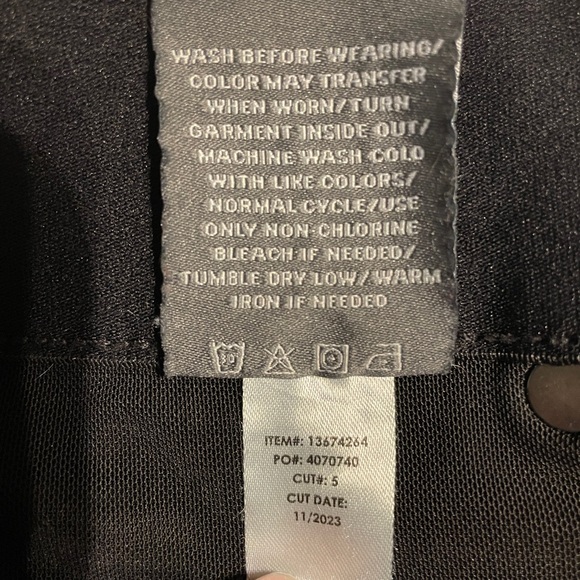 WASH BEFORE WEARING/
COLOR MAY TRANSFER
WHEN WORN/TURN
GARMENT INSIDE OUT/
MACHINE WASH COLD
WITH LIKE COLORS/
NORMAL CYCLE/USE
ONLY NON-CHLORINE
BLEACH IF NEEDED/
TUMBLE DRY LOW/WARM
IRON IF NEEDED
30
ITEM#: 13674264
PO#: 4070740
CUT#: 5
CUT DATE:
11/2023